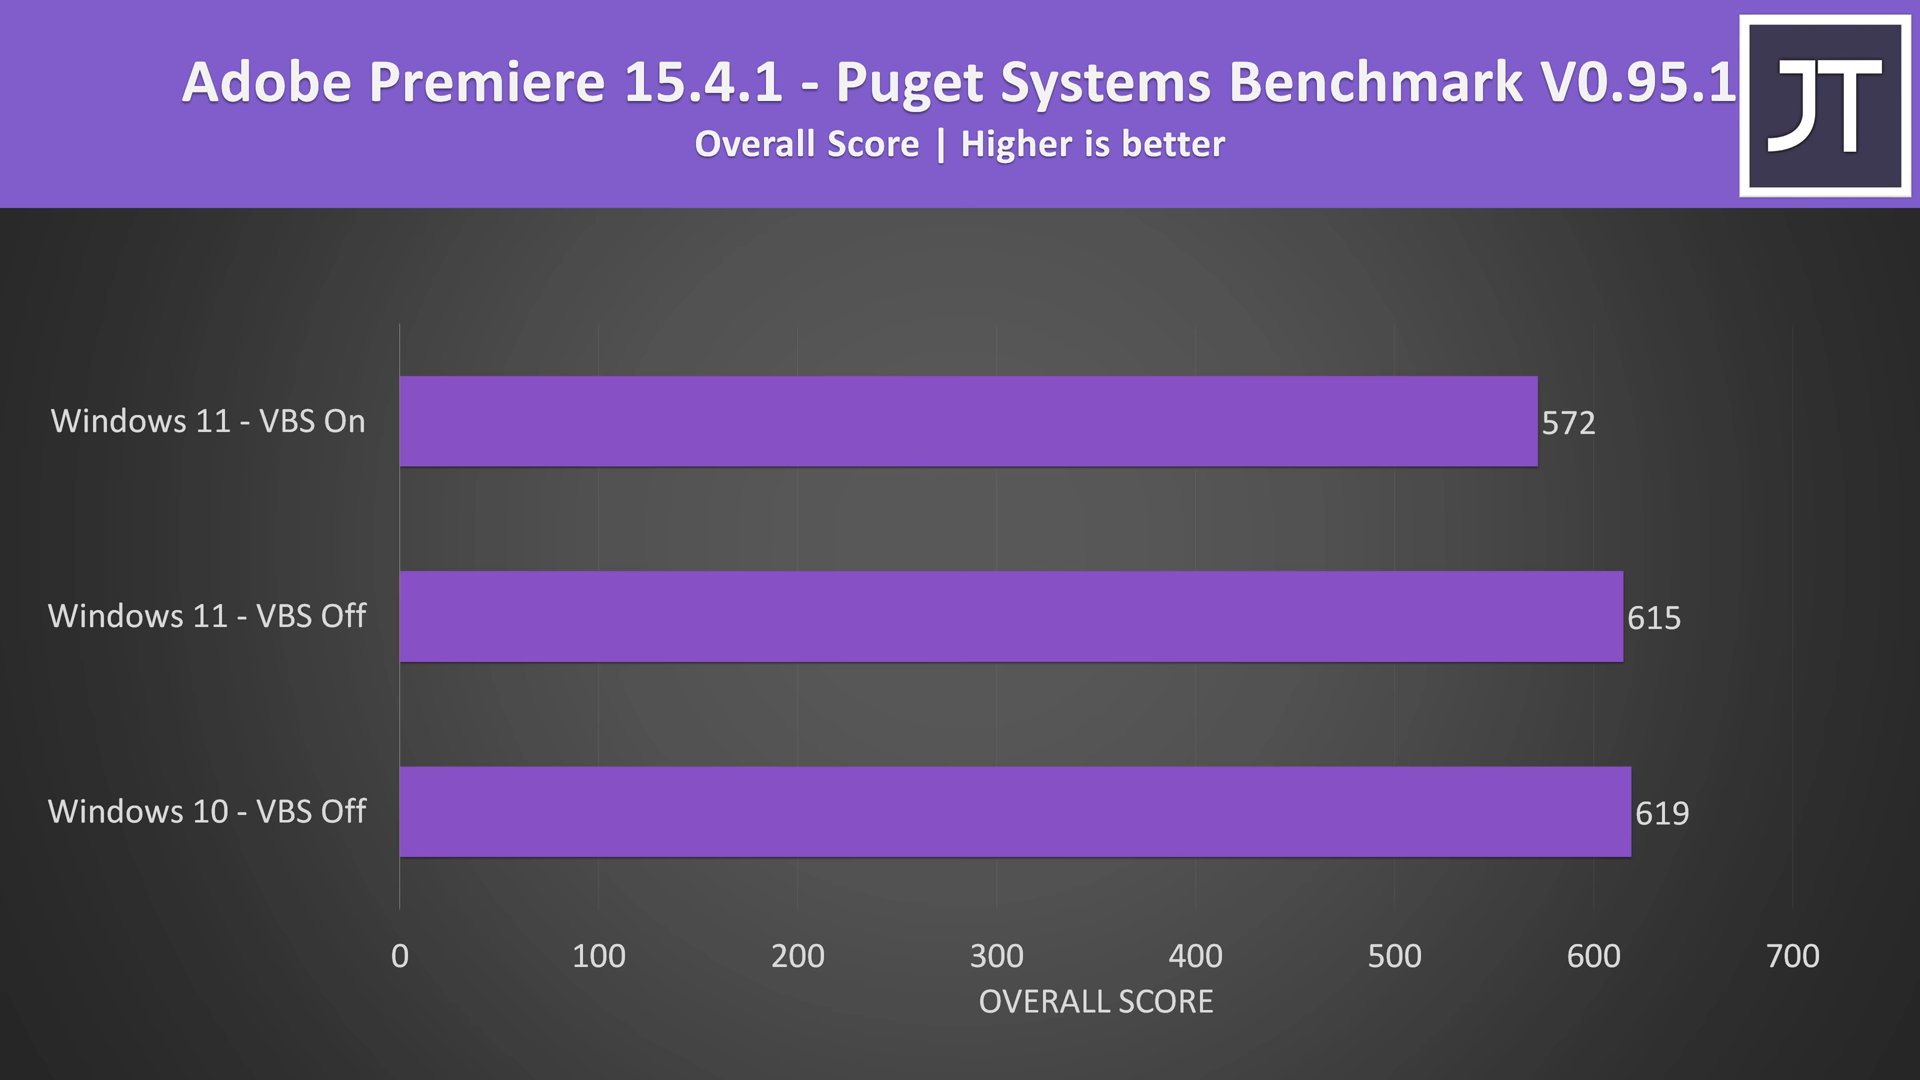 Adobe Premiere 15.4.1 - Puget Systems Benchmark V0.95.1
Overall Score | Higher is better
JT
Windows 11 - VBS On
572
Windows 11 - VBS Off
615
Windows 10 - VBS Off
619
0 100 200 300 400 500 600 700
OVERALL SCORE